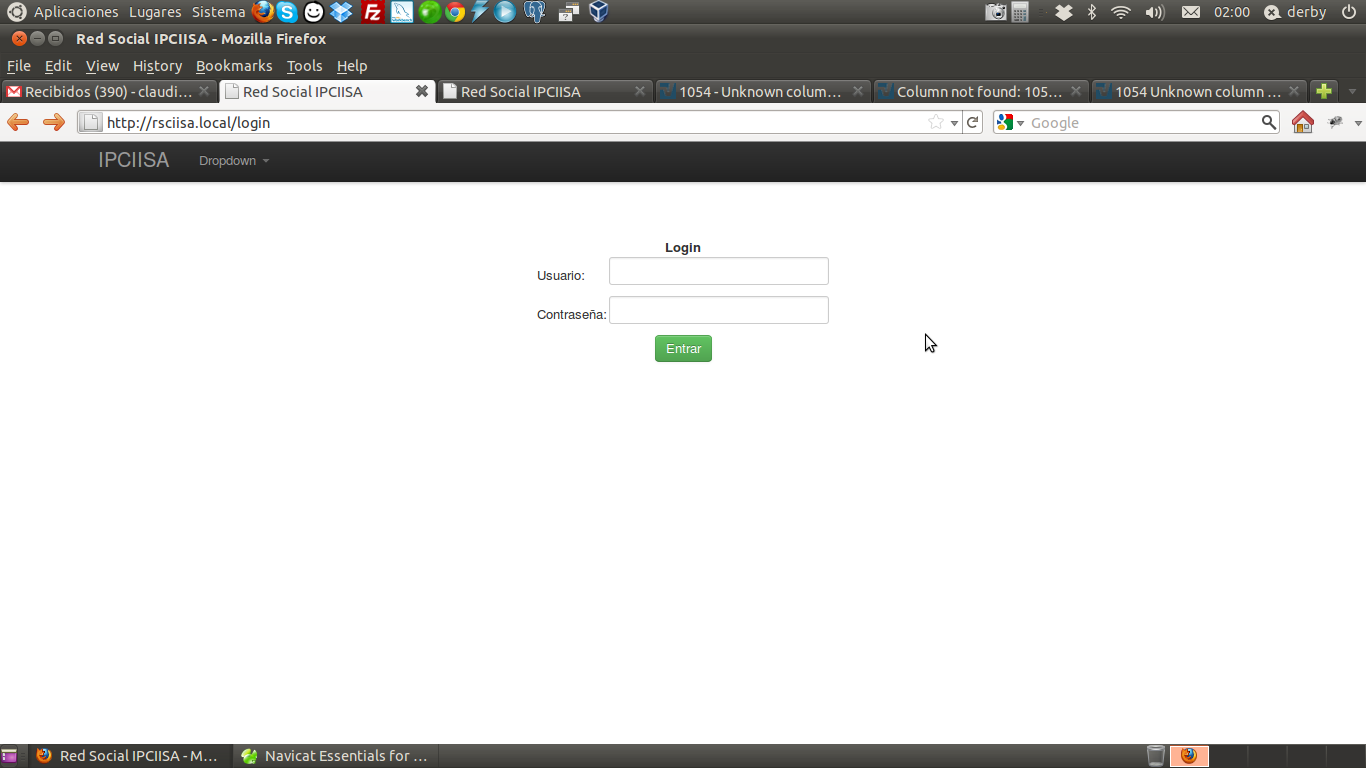 Aplicaciones Lugares Sistema 02:00 derby
Red Social IPCIISA - Mozilla Firefox
File Edit View History Bookmarks Tools Help
Recibidos (390) - claudi... Red Social IPCIISA Red Social IPCIISA 1054 - Unknown colum... Column not found: 105... 1054 Unknown column ...
http://rsciisa.local/login Google
IPCIISA Dropdown
Login
Usuario:
Contraseña:
Entrar
Red Social IPCIISA - M... Navicat Essentials for ...